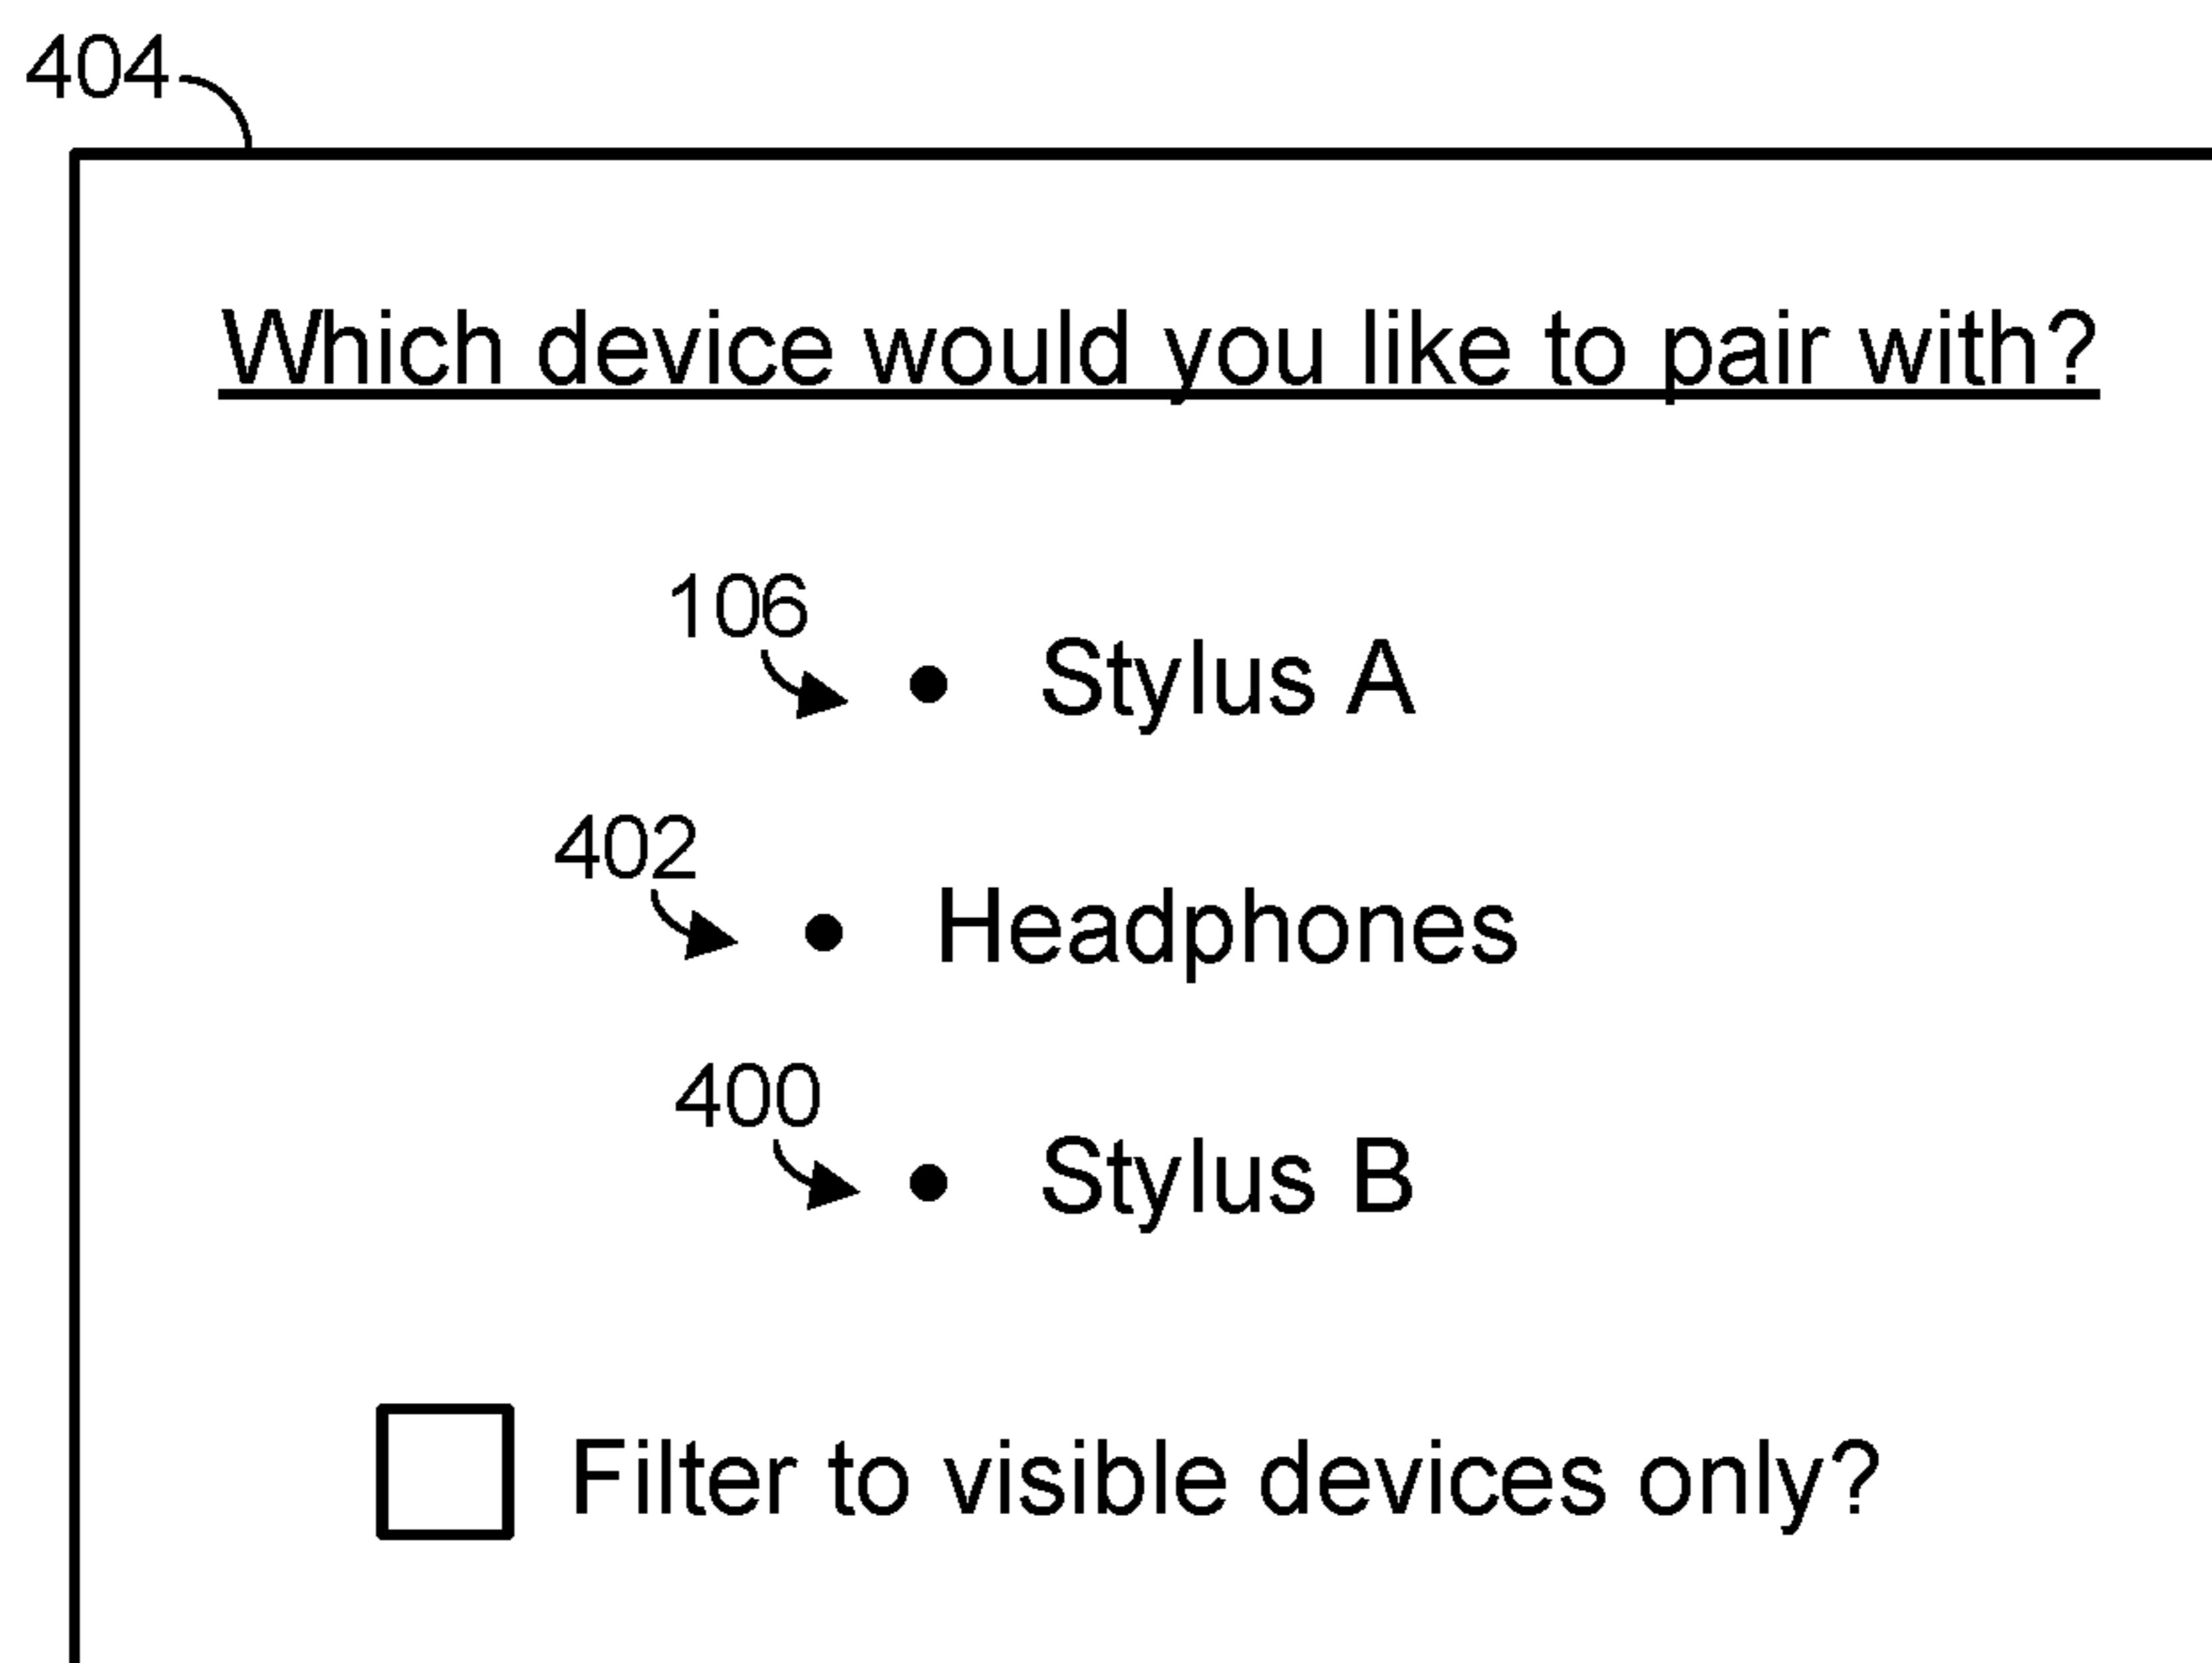 404
Which device would you like to pair with?
106
• Stylus A
402
• Headphones
400
• Stylus B
Filter to visible devices only?